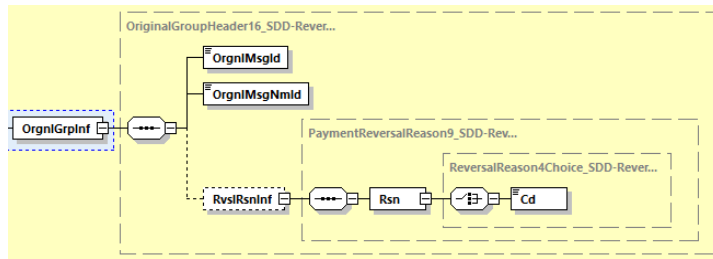 OriginalGroupHeader16_SDD-Rever...
OrgnlMsgId
OrgnlMsgNmId
OrgnlGrpInf
PaymentReversalReason9_SDD-Rev...
ReversalReason4Choice_SDD-Rever...
RvslRsnInf
Rsn
Cd